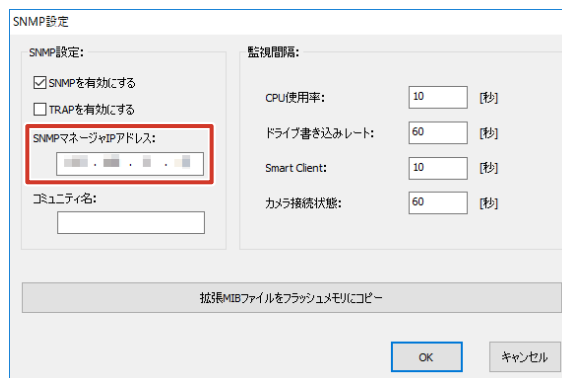 SNMP設定
SNMP設定:
SNMPを有効にする
TRAPを有効にする
SNMPマネージャIPアドレス:
コミュニティ名:
監視間隔:
CPU使用率: 10 [秒]
ドライブ書き込みレート: 60 [秒]
Smart Client: 10 [秒]
カメラ接続状態: 60 [秒]
拡張MIBファイルをフラッシュメモリにコピー
OK キャンセル